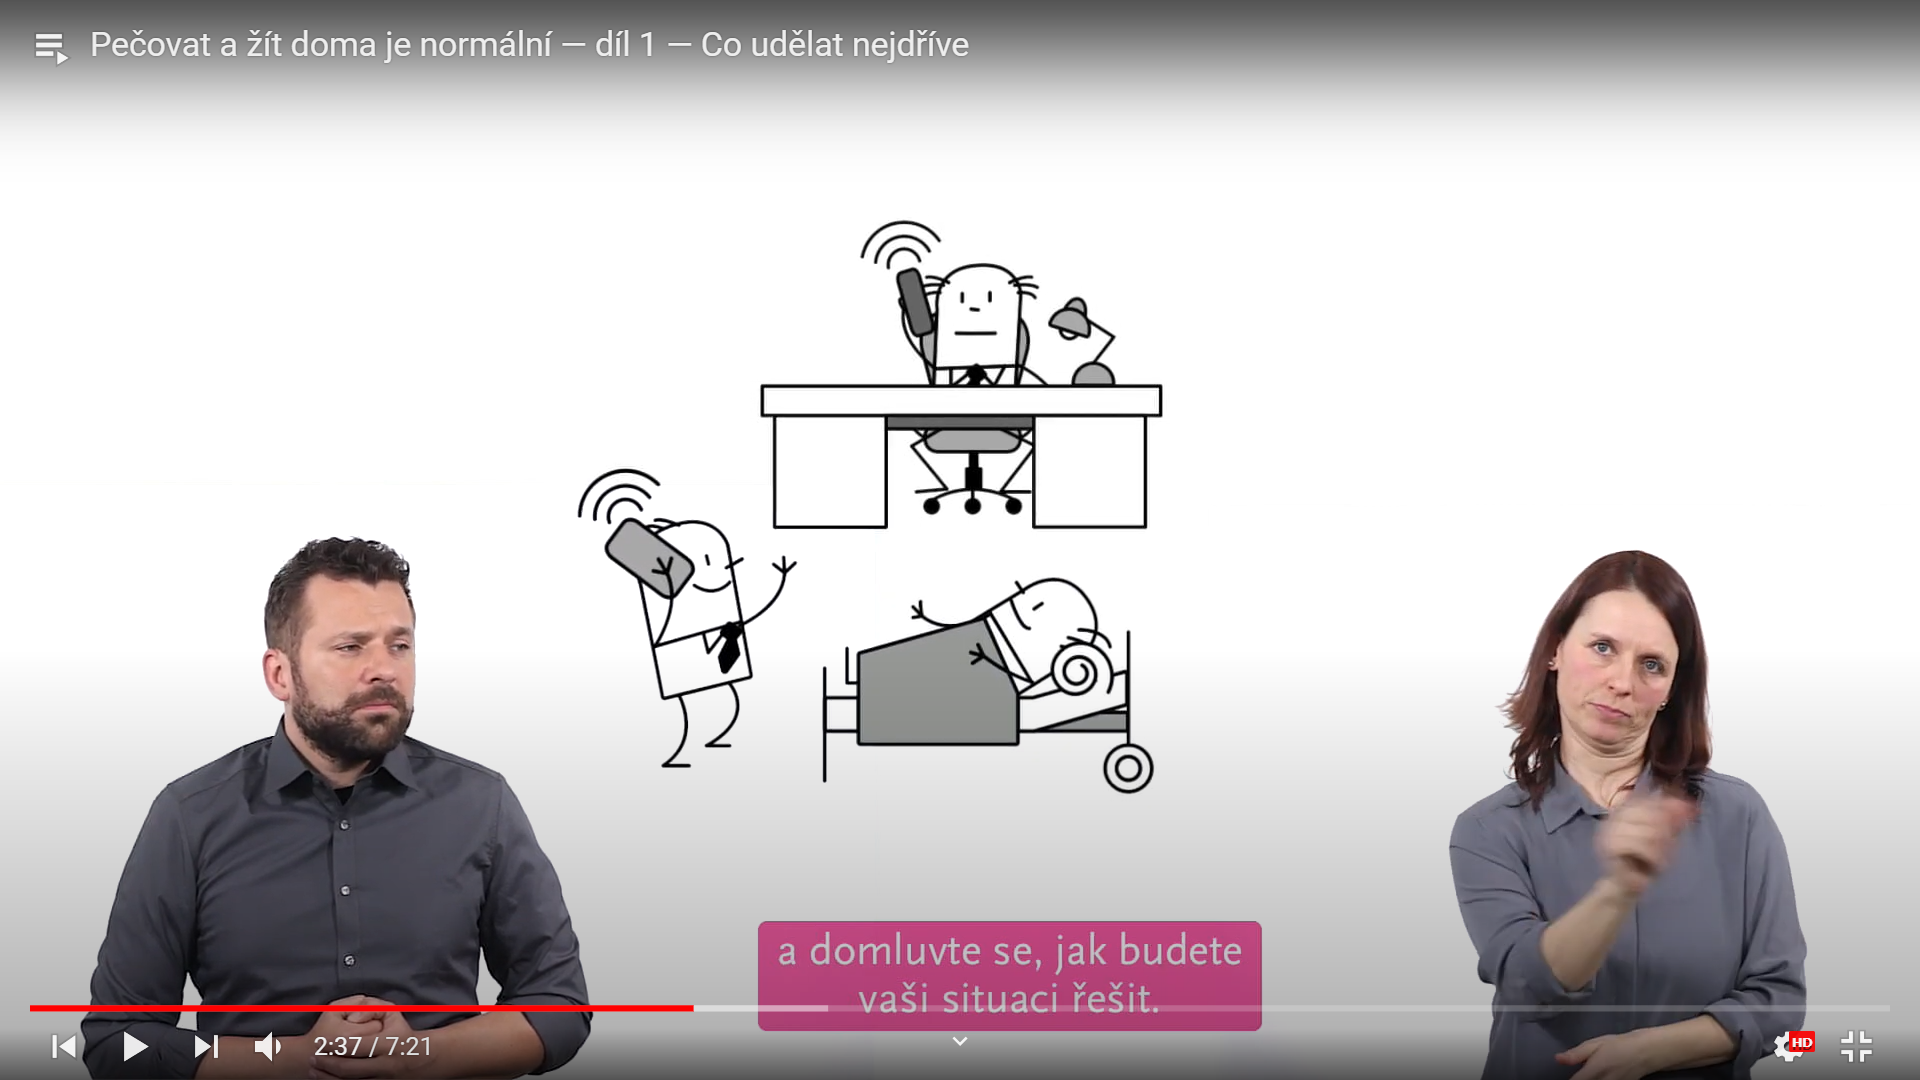 Pečovat a žít doma je normální — díl 1 — Co udělat nejdříve
a domluvte se, jak budete
vaši situaci řešit.
2:37 / 7:21
HD